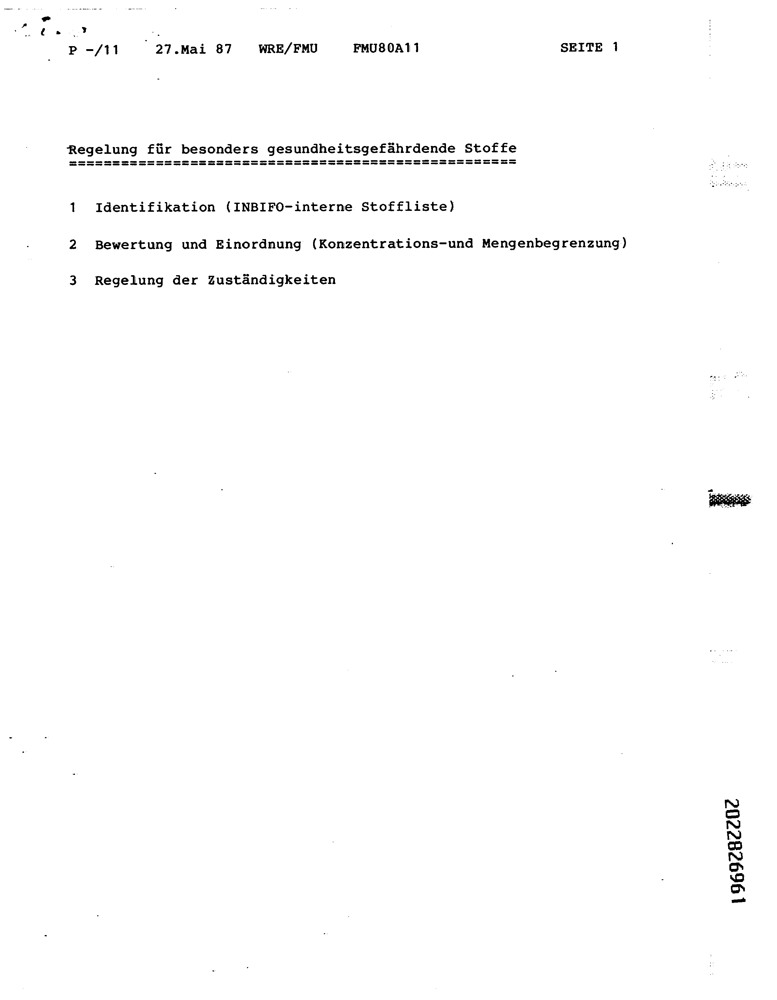 P -/11 27.Mai 87 WRE/FMU FMU80A11 SEITE 1
Regelung für besonders gesundheitsgefährdende Stoffe
====================================================
1 Identifikation (INBIFO-interne Stoffliste)
2 Bewertung und Einordnung (Konzentrations-und Mengenbegrenzung)
3 Regelung der Zuständigkeiten
2022826961